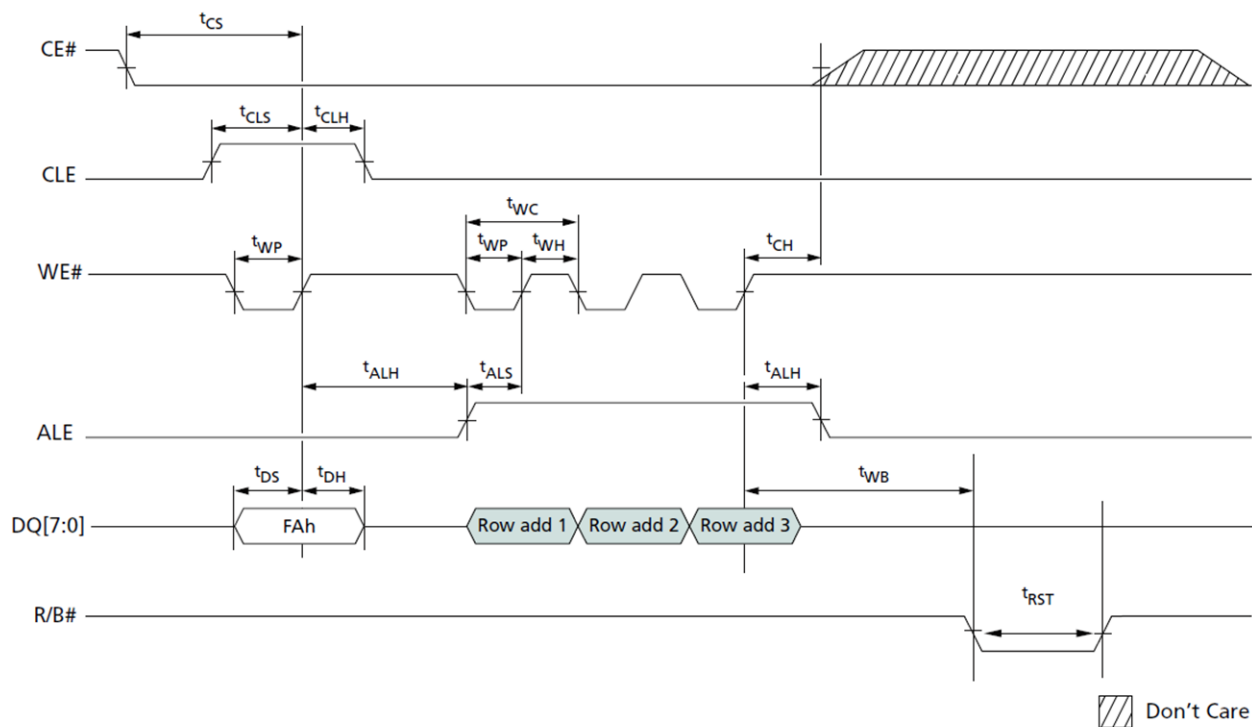 tCS
CE#
tCLS tCLH
CLE
tWC
tWP tWP tWH tCH
WE#
tALH tALS tALH
ALE
tDS tDH tWB
DQ[7:0] FAh Row add 1 Row add 2 Row add 3
R/B# tRST
Don't Care